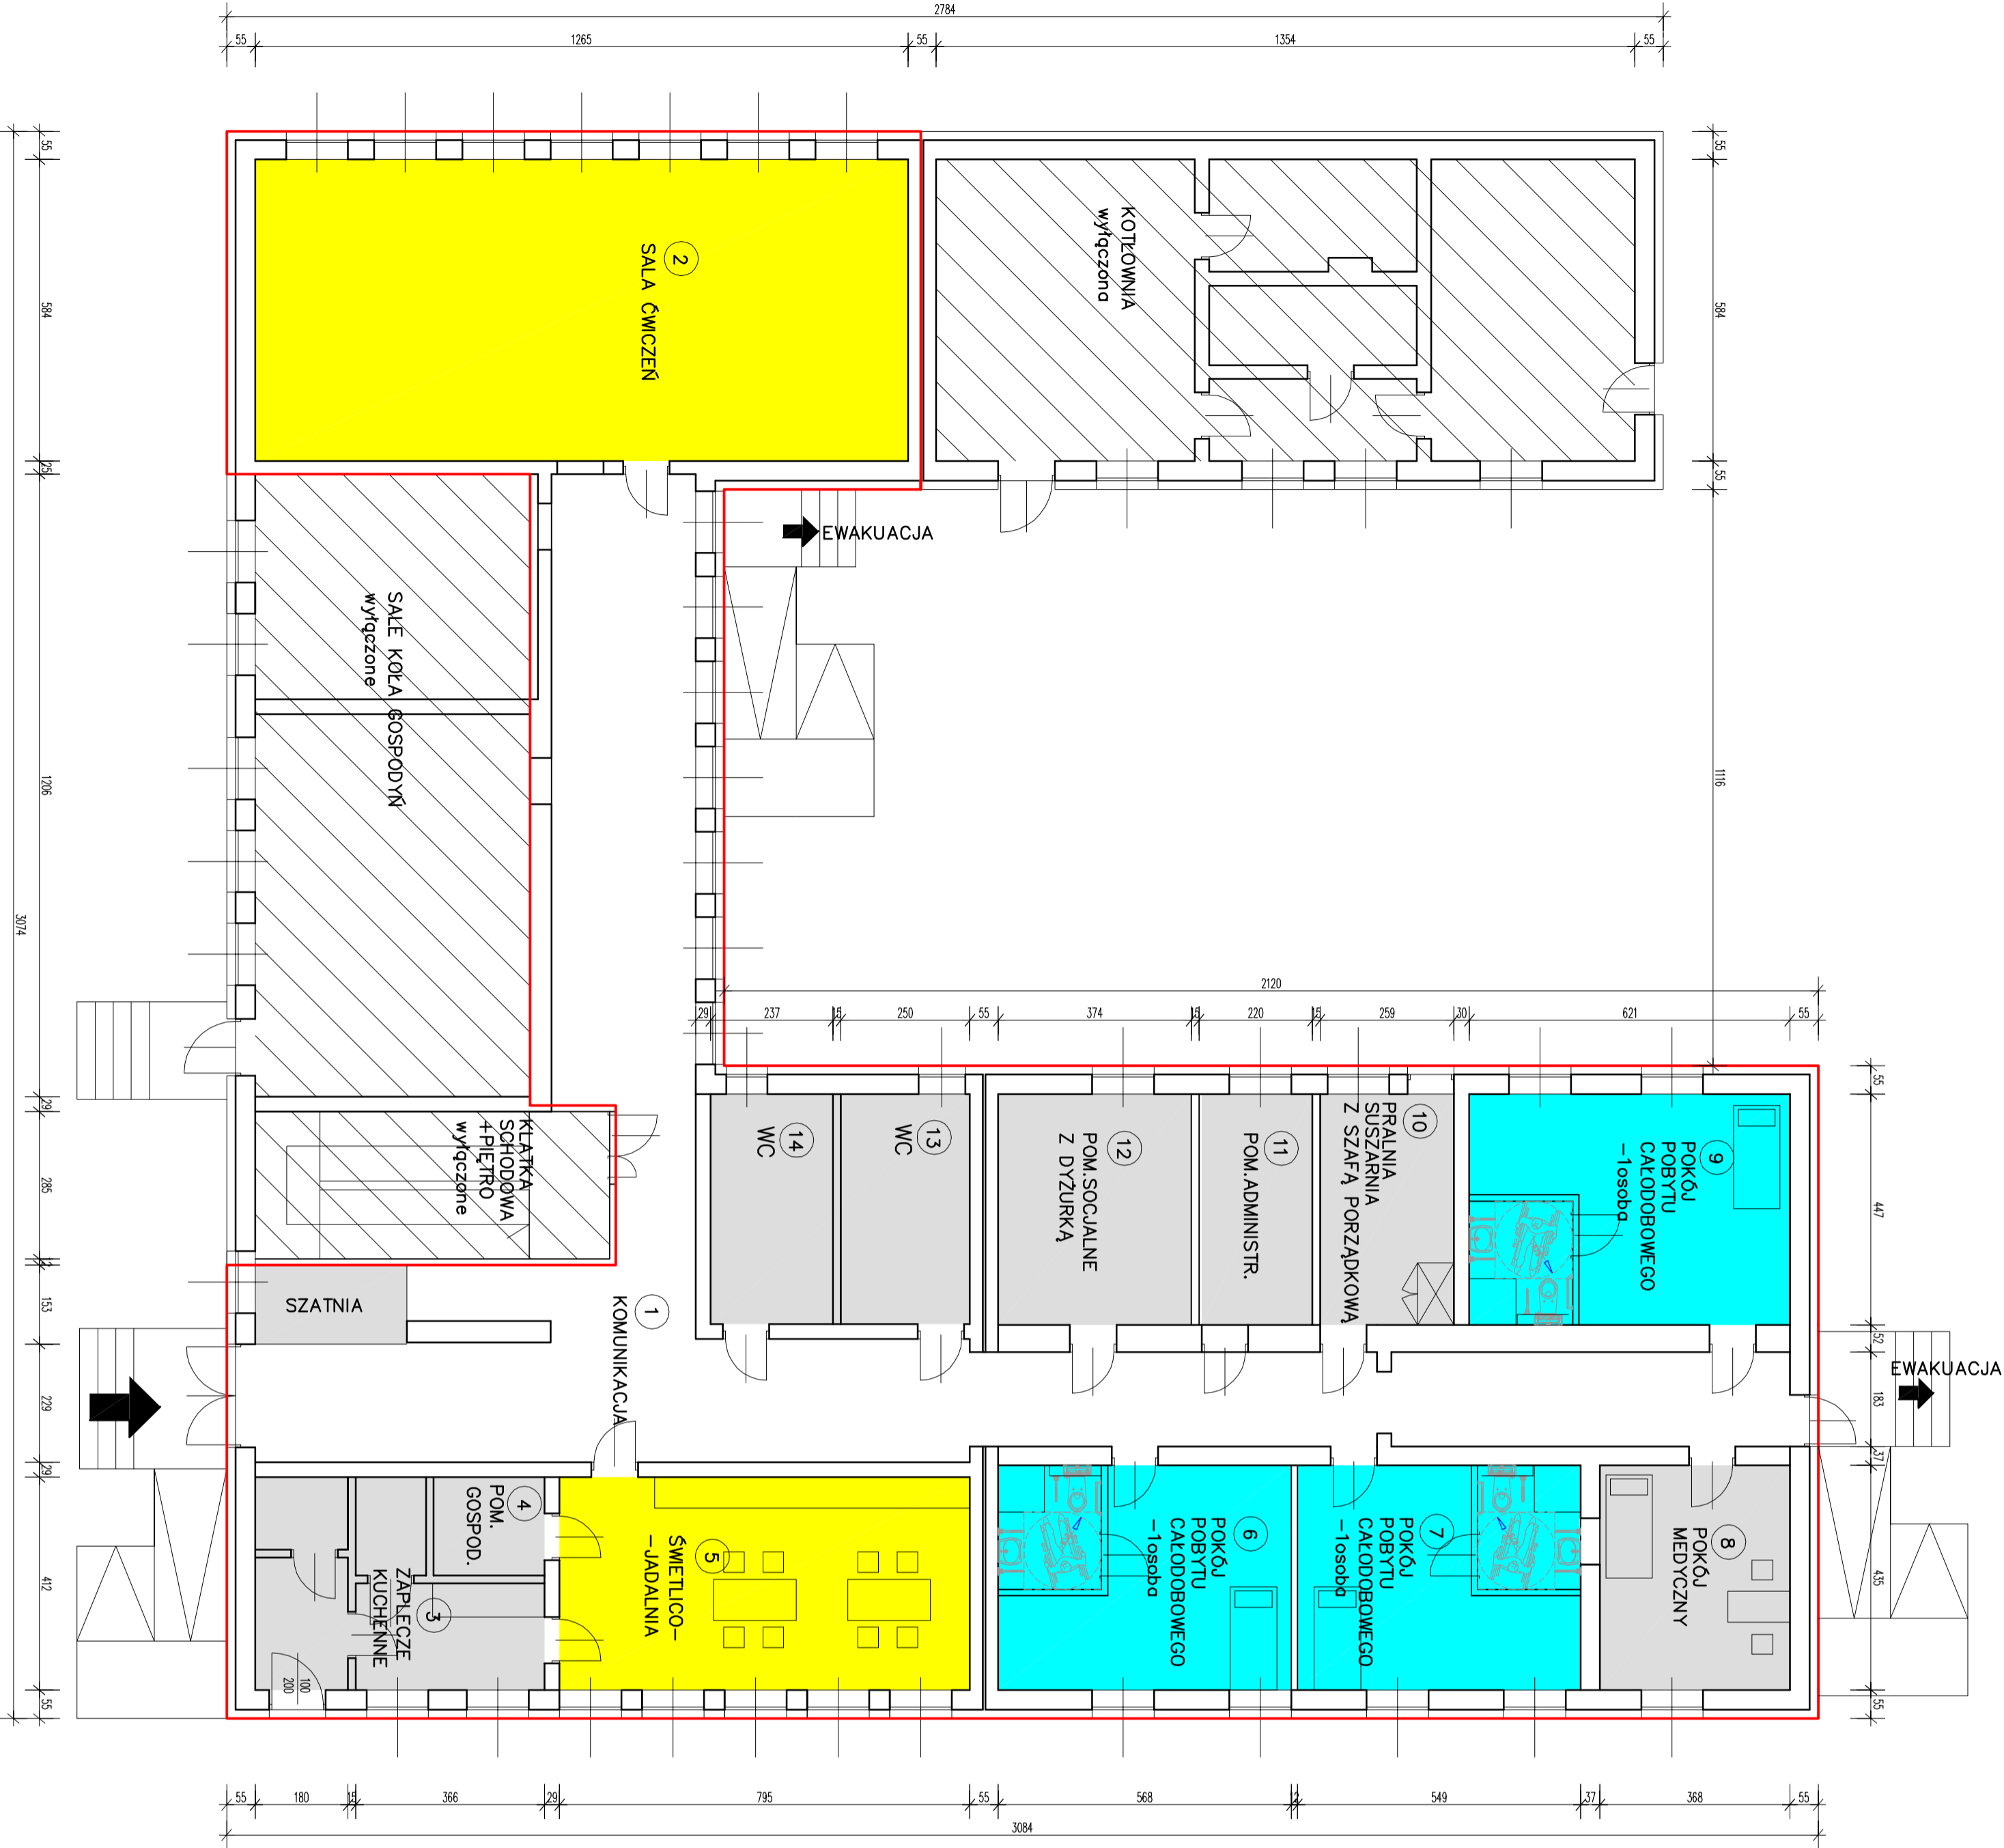 2784
55
1265
55
1354
55
55
584
25
1206
29
285
12
153
229
29
412
55
3074
55
584
55
1116
2
SALA ĆWICZEŃ
KOTŁOWNIA
wyłączona
EWAKUACJA
SALE KOŁA GOSPODYŃ
wyłączone
KLATKA
SCHODOWA
+PIĘTRO
wyłączone
SZATNIA
1
KOMUNIKACJA
2120
29
237
15
250
55
374
15
220
15
259
30
621
55
14
WC
13
WC
12
POM.SOCJALNE
Z DYŻURKĄ
11
POM.ADMINISTR.
10
PRALNIA
SUSZARNIA
Z SZAFĄ PORZĄDKOWĄ
9
POKÓJ
POBYTU
CAŁODOBOWEGO
-1osoba
55
447
52
183
37
435
55
EWAKUACJA
4
POM.
GOSPOD.
3
ZAPLECZE
KUCHENNE
100
200
5
ŚWIETLICO-
-JADALNIA
6
POKÓJ
POBYTU
CAŁODOBOWEGO
-1osoba
7
POKÓJ
POBYTU
CAŁODOBOWEGO
-1osoba
8
POKÓJ
MEDYCZNY
55
180
15
366
29
795
55
568
12
549
37
368
55
3084